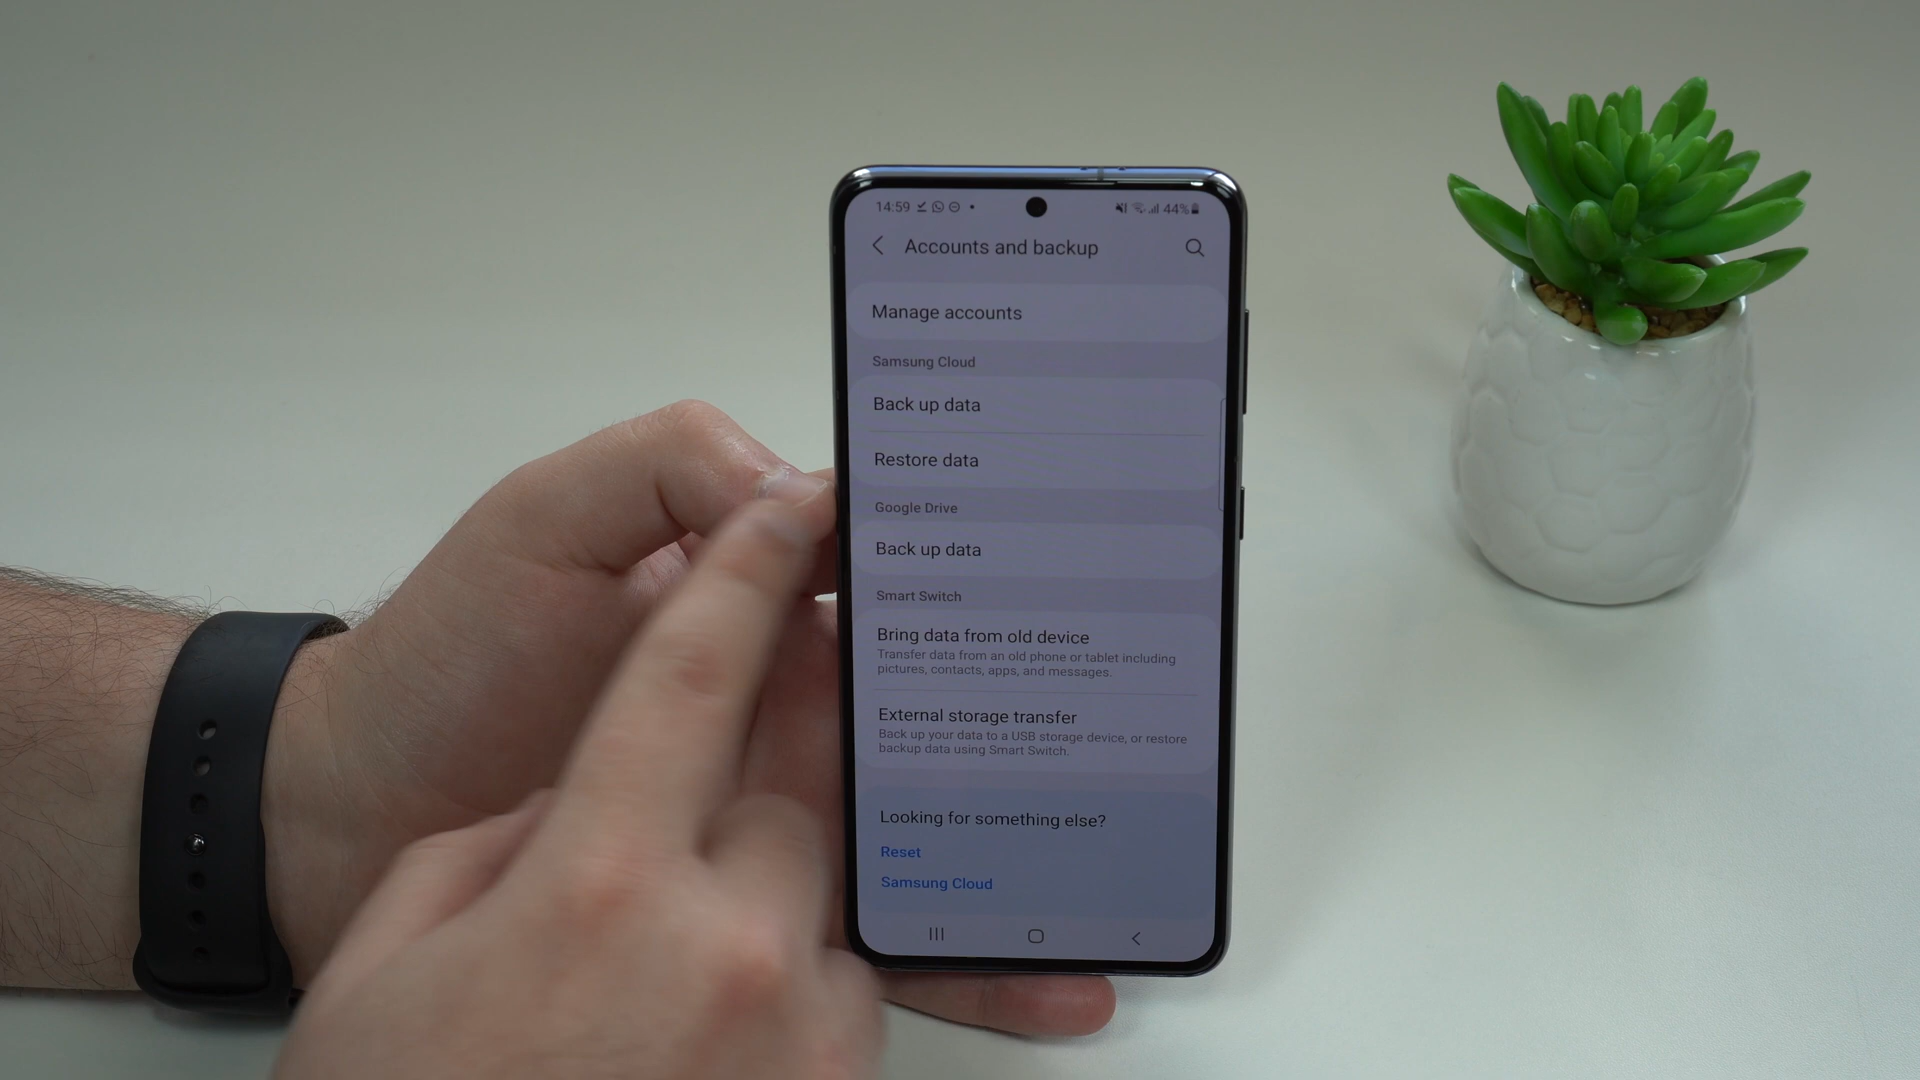 14:59
44%
Accounts and backup
Manage accounts
Samsung Cloud
Back up data
Restore data
Google Drive
Back up data
Smart Switch
Bring data from old device
Transfer data from an old phone or tablet including
pictures, contacts, apps, and messages.
External storage transfer
Back up your data to a USB storage device, or restore
backup data using Smart Switch.
Looking for something else?
Reset
Samsung Cloud